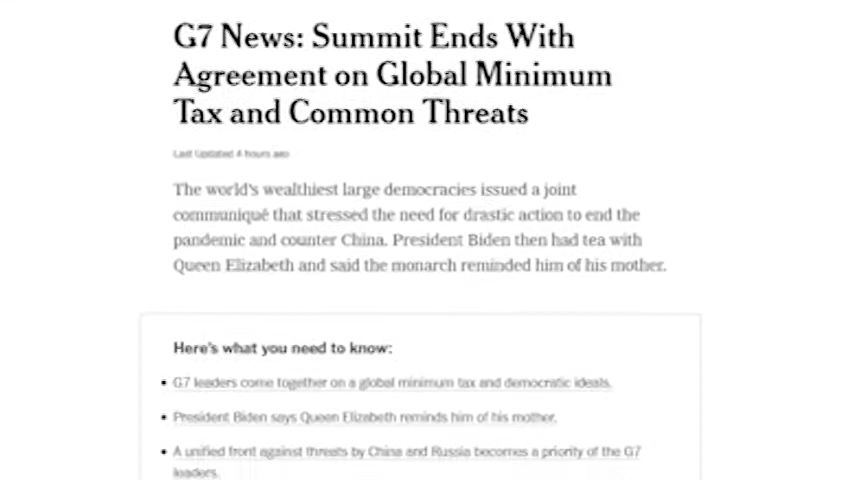 G7 News: Summit Ends With
Agreement on Global Minimum
Tax and Common Threats
Last Updated 4 hours ago
The world's wealthiest large democracies issued a joint
communiqué that stressed the need for drastic action to end the
pandemic and counter China. President Biden then had tea with
Queen Elizabeth and said the monarch reminded him of his mother.
Here's what you need to know:
• G7 leaders come together on a global minimum tax and democratic ideals.
• President Biden says Queen Elizabeth reminds him of his mother.
• A unified front against threats by China and Russia becomes a priority of the G7
leaders.